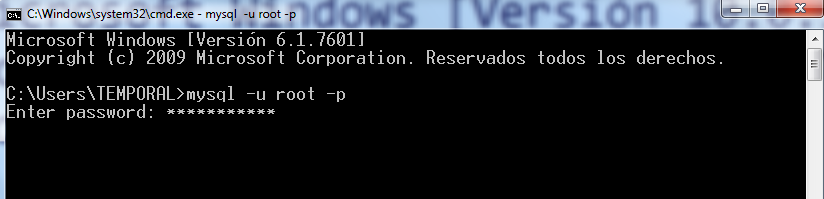 C:\Windows\system32\cmd.exe - mysql -u root -p
Microsoft Windows [Versión 6.1.7601]
Copyright (c) 2009 Microsoft Corporation. Reservados todos los derechos.
C:\Users\TEMPORAL>mysql -u root -p
Enter password: ***********